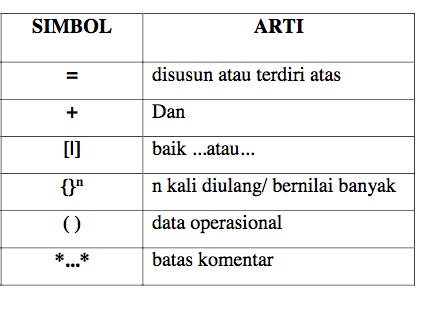 SIMBOL ARTI
= disusun atau terdiri atas
+ Dan
[|] baik ...atau...
{}ⁿ n kali diulang/ bernilai banyak
( ) data operasional
*...* batas komentar